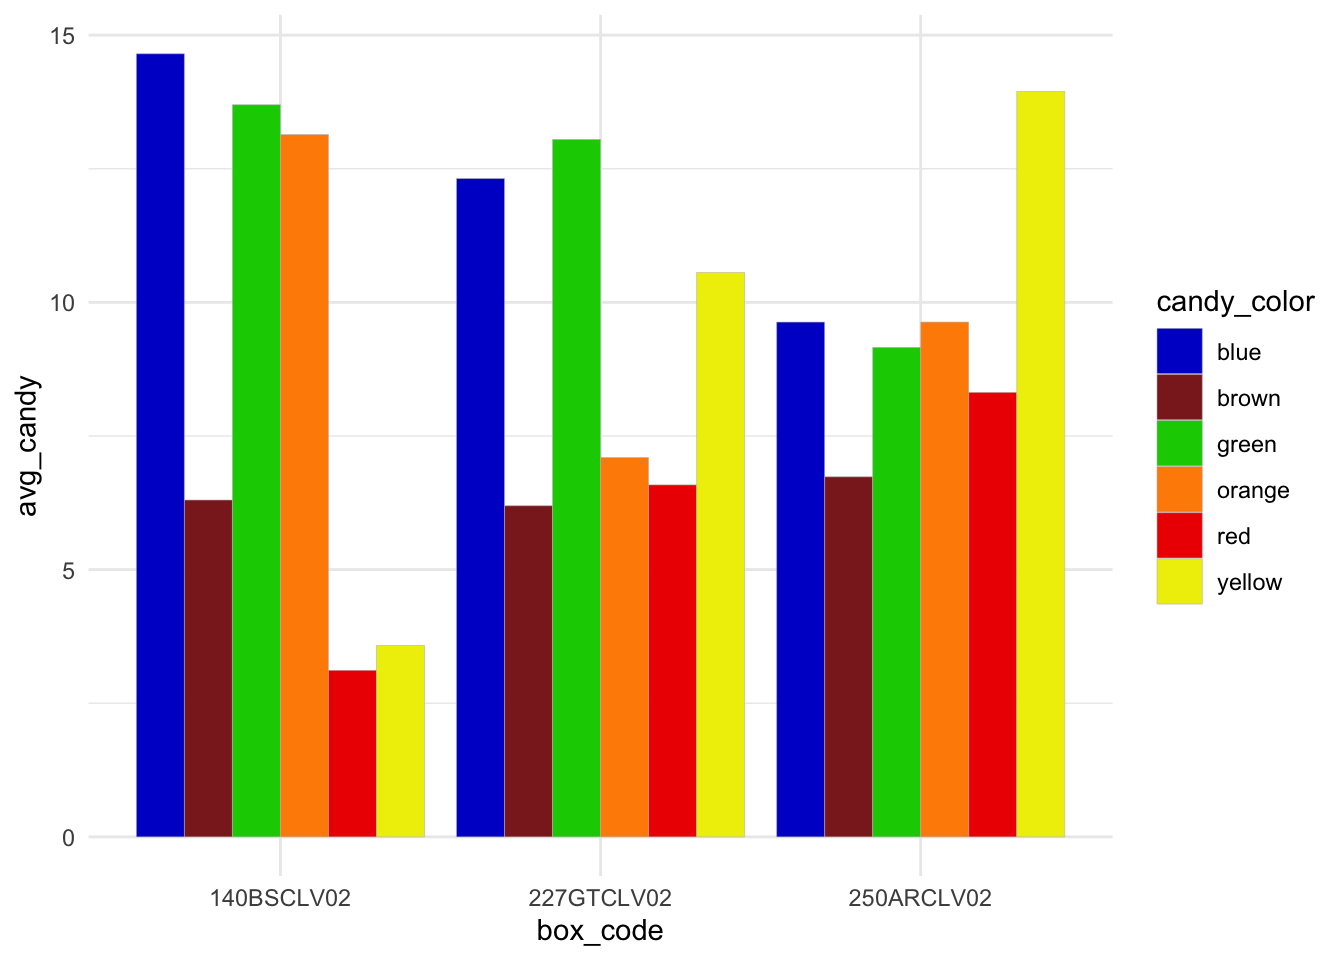 15
10
5
0
avg_candy
140BSCLV02 227GTCLV02 250ARCLV02
box_code
candy_color
blue
brown
green
orange
red
yellow